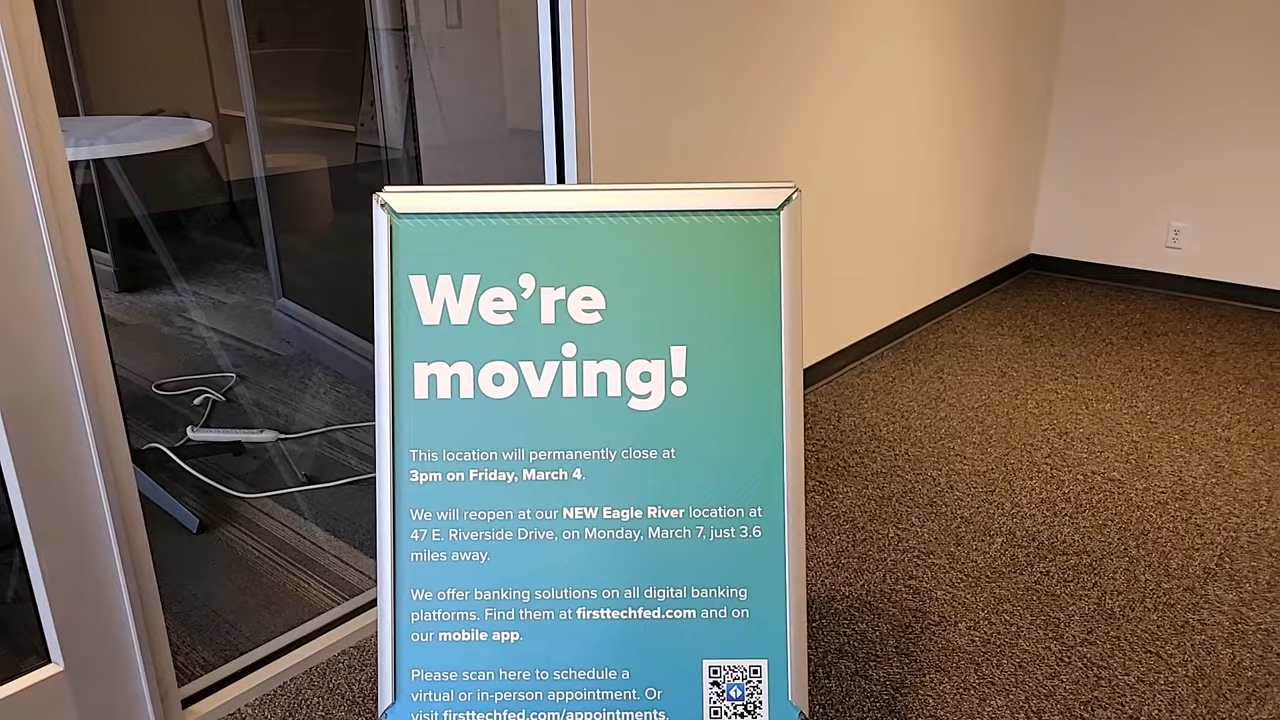 We're
moving!
This location will permanently close at
3pm on Friday, March 4.
We will reopen at our NEW Eagle River location at
47 E. Riverside Drive, on Monday, March 7, just 3.6
miles away.
We offer banking solutions on all digital banking
platforms. Find them at firsttechfed.com and on
our mobile app.
Please scan here to schedule a
virtual or in-person appointment. Or
visit firsttechfed.com/appointments.